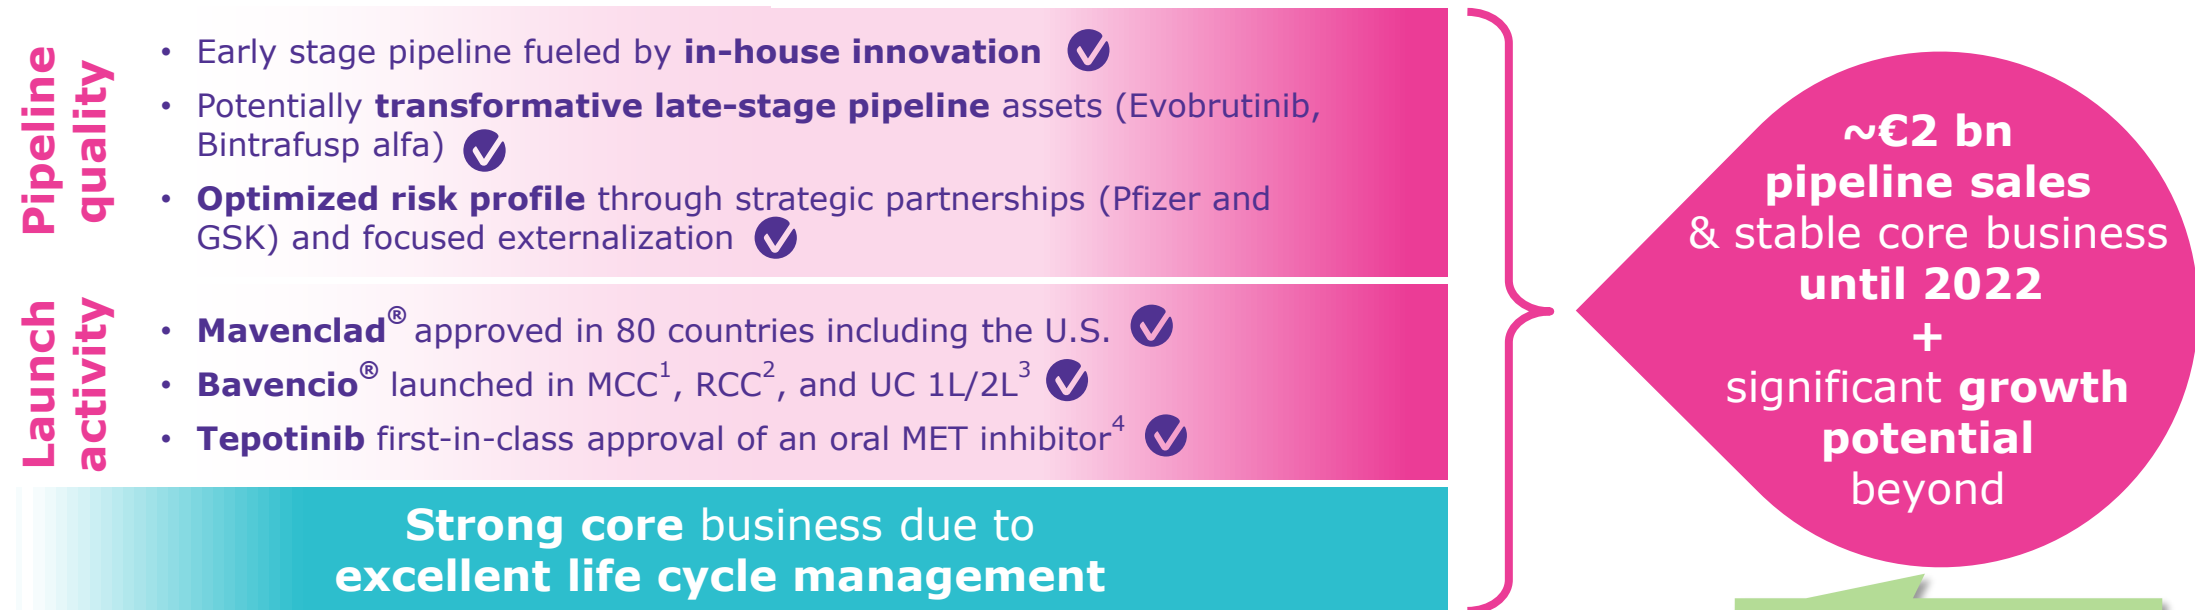 Pipeline
quality
• Early stage pipeline fueled by in-house innovation
• Potentially transformative late-stage pipeline assets (Evobrutinib,
Bintrafusp alfa)
• Optimized risk profile through strategic partnerships (Pfizer and
GSK) and focused externalization
Launch
activity
• Mavenclad® approved in 80 countries including the U.S.
• Bavencio® launched in MCC1, RCC2, and UC 1L/2L3
• Tepotinib first-in-class approval of an oral MET inhibitor4
Strong core business due to
excellent life cycle management
~€2 bn
pipeline sales
& stable core business
until 2022
+
significant growth
potential
beyond